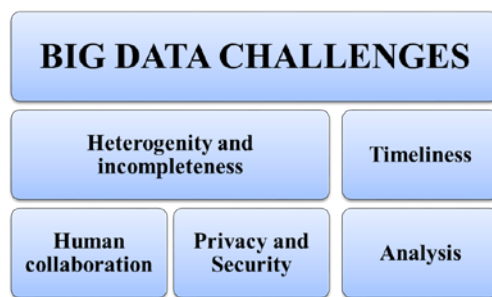 BIG DATA CHALLENGES
Heterogenity and
incompleteness
Timeliness
Human
collaboration
Privacy and
Security
Analysis